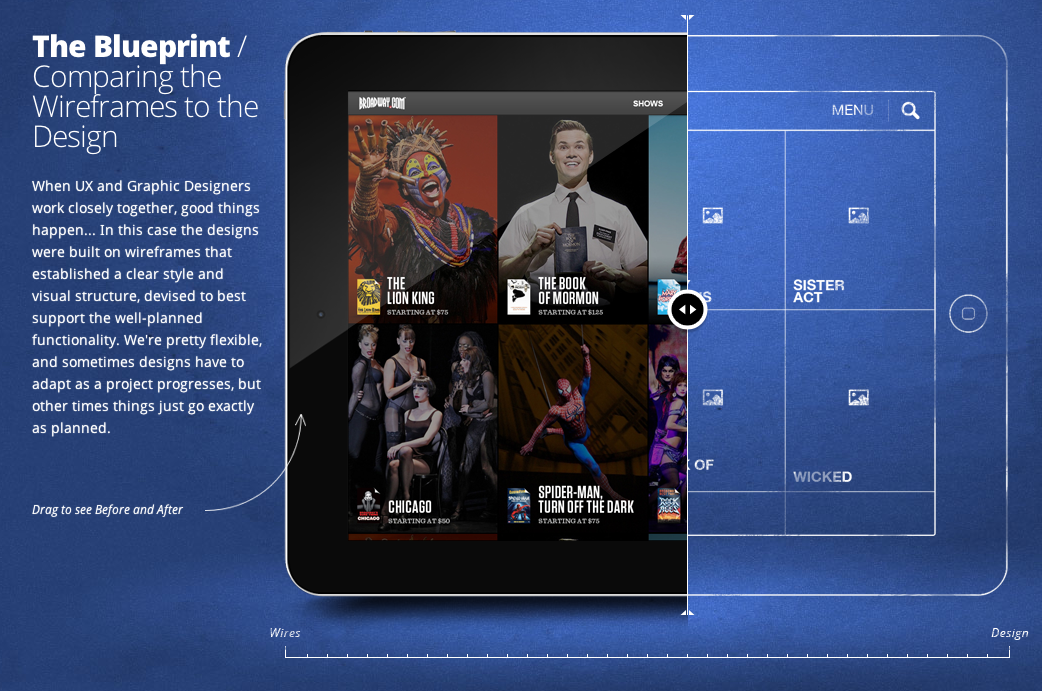 The Blueprint /
Comparing the
Wireframes to the
Design
When UX and Graphic Designers
work closely together, good things
happen... In this case the designs
were built on wireframes that
established a clear style and
visual structure, devised to best
support the well-planned
functionality. We're pretty flexible,
and sometimes designs have to
adapt as a project progresses, but
other times things just go exactly
as planned.
Drag to see Before and After
BROADWAY.COM
SHOWS
MENU
THE
LION KING
STARTING AT $75
THE BOOK
OF MORMON
STARTING AT $125
SISTER
ACT
CHICAGO
CHICAGO
STARTING AT $50
SPIDER-MAN,
TURN OFF THE DARK
STARTING AT $75
OF
WICKED
Wires
Design